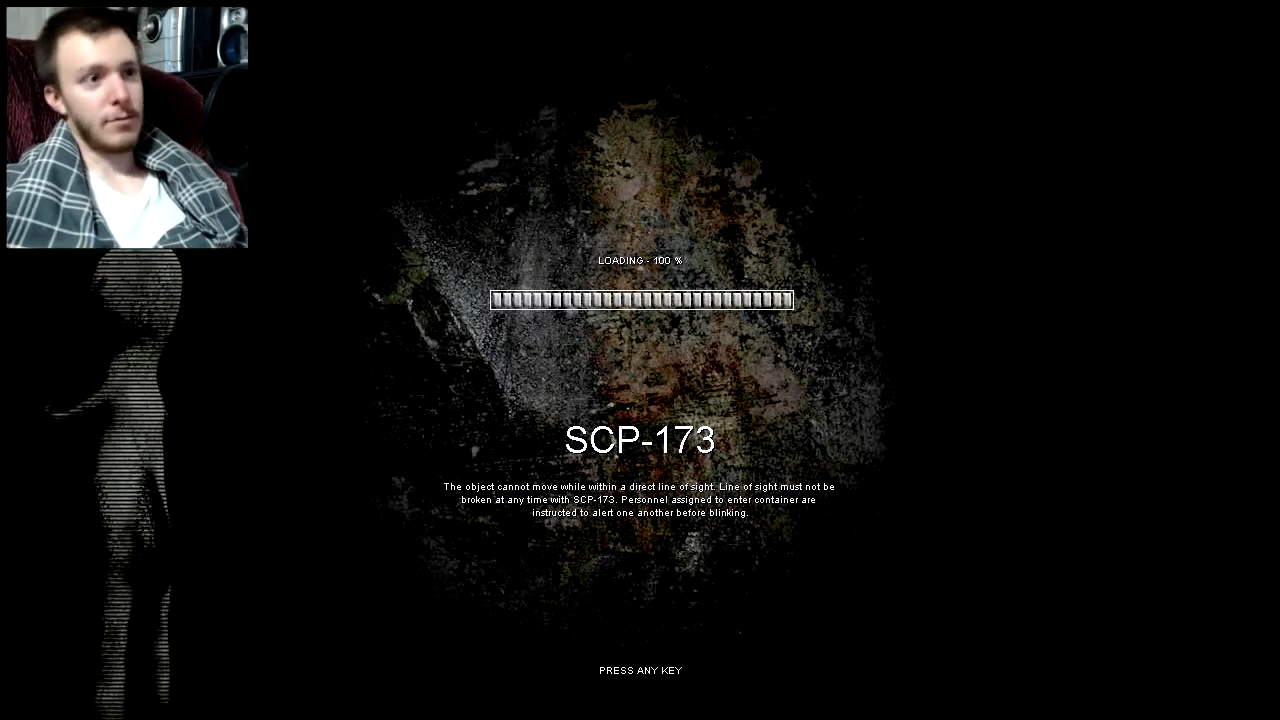 LOADING - 100 %
SCP-173
The object cannot move while within a direct line of sight. Line of sight must not be
broken at any time with SCP-173. Personnel assigned to enter container are
instructed to alert one another before blinking.
PRESS ANY KEY